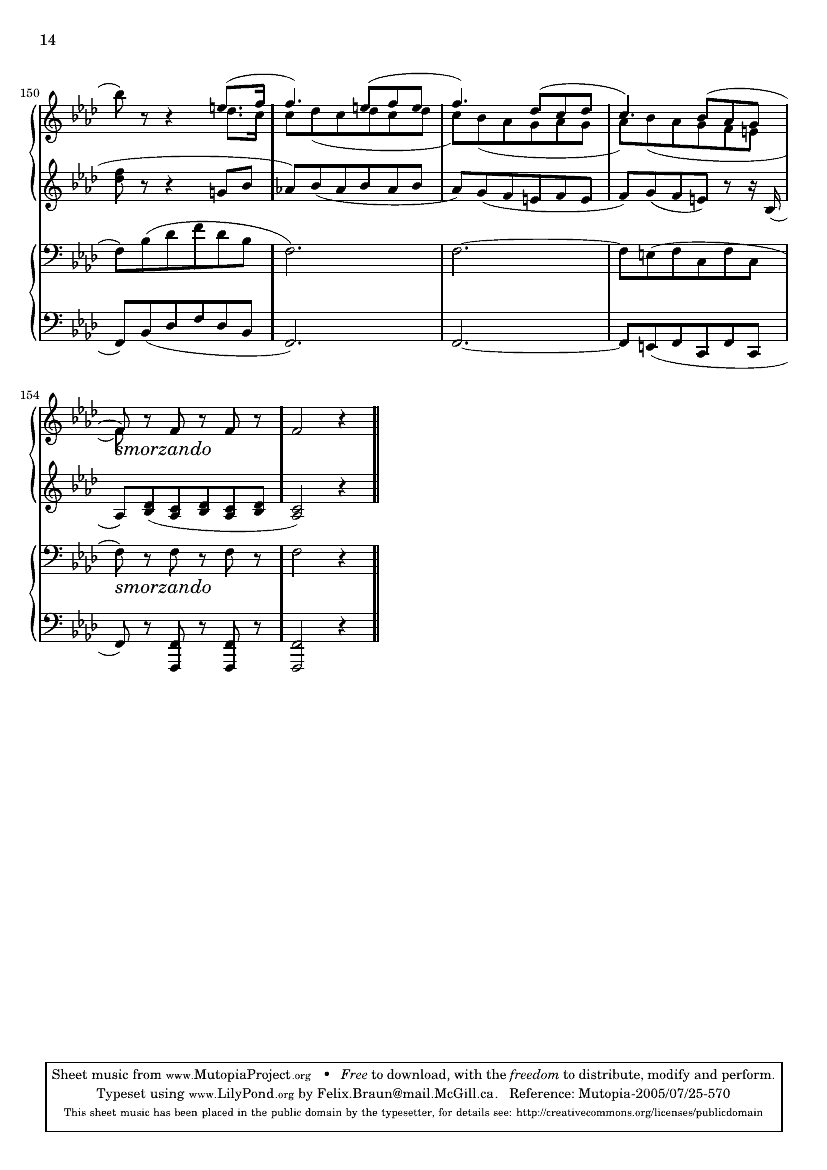 14
150
154
smorzando
smorzando
Sheet music from www.MutopiaProject.org • Free to download, with the freedom to distribute, modify and perform.
Typeset using www.LilyPond.org by Felix.Braun@mail.McGill.ca. Reference: Mutopia-2005/07/25-570
This sheet music has been placed in the public domain by the typesetter, for details see: http://creativecommons.org/licenses/publicdomain